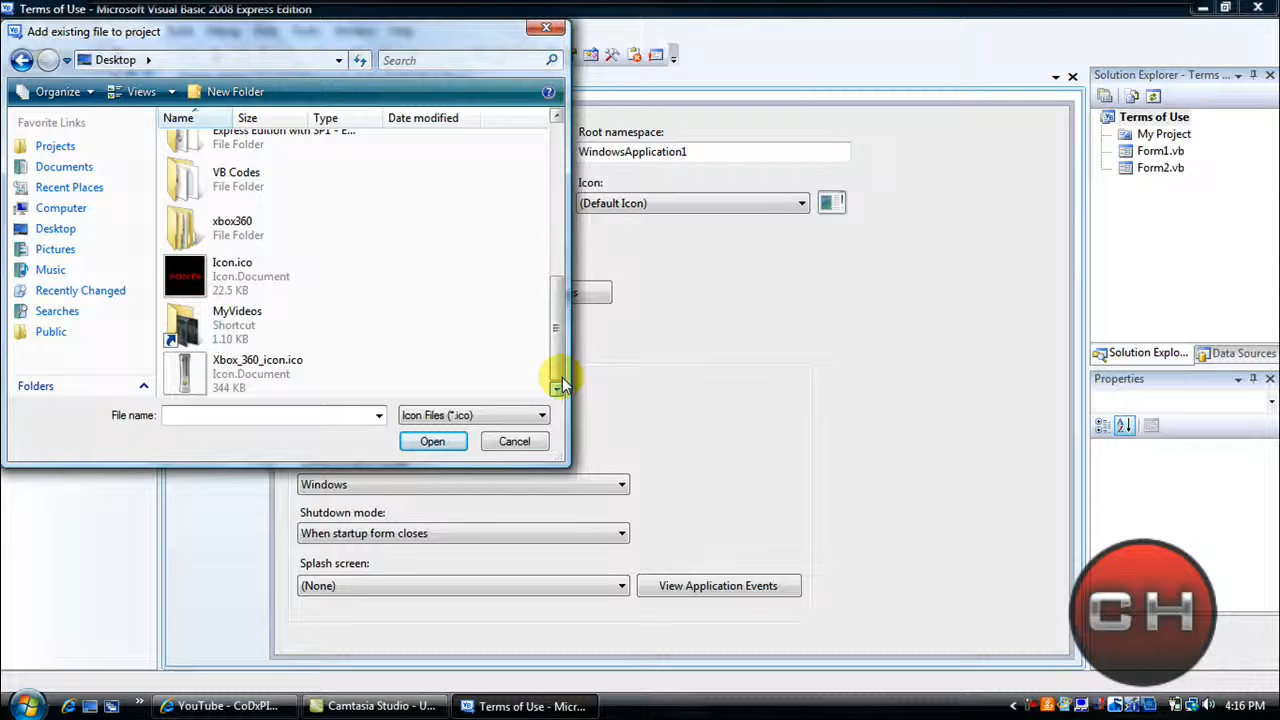 Terms of Use - Microsoft Visual Basic 2008 Express Edition
Add existing file to project
Desktop
Search
Organize
Views
New Folder
Favorite Links
Projects
Documents
Recent Places
Computer
Desktop
Pictures
Music
Recently Changed
Searches
Public
Folders
Name
Size
Type
Date modified
Express Edition with SP1 - E...
File Folder
VB Codes
File Folder
xbox360
File Folder
FONTS
Icon.ico
Icon.Document
22.5 KB
MyVideos
Shortcut
1.10 KB
Xbox_360_icon.ico
Icon.Document
344 KB
File name:
Icon Files (*.ico)
Open
Cancel
Root namespace:
WindowsApplication1
Icon:
(Default Icon)
s
Windows
Shutdown mode:
When startup form closes
Splash screen:
(None)
View Application Events
Solution Explorer - Terms ...
Terms of Use
My Project
Form1.vb
Form2.vb
Solution Explo...
Data Sources
Properties
CH
YouTube - CoDxPI...
Camtasia Studio - U...
Terms of Use - Micr...
4:16 PM